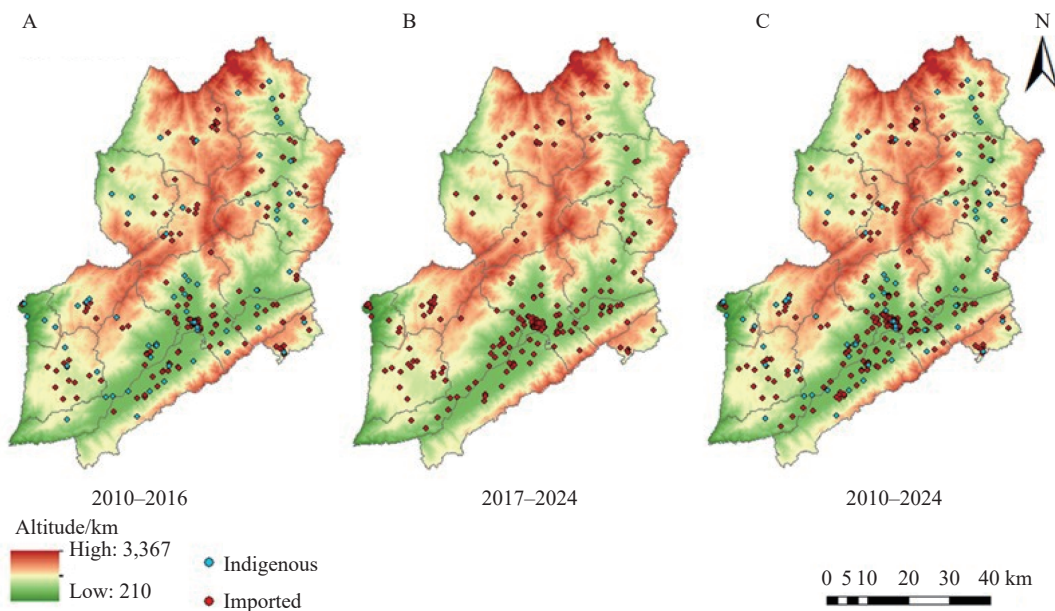 A
B
C
N
2010–2016
2017–2024
2010–2024
Altitude/km
High: 3,367
Low: 210
Indigenous
Imported
0 5 10 20 30 40 km